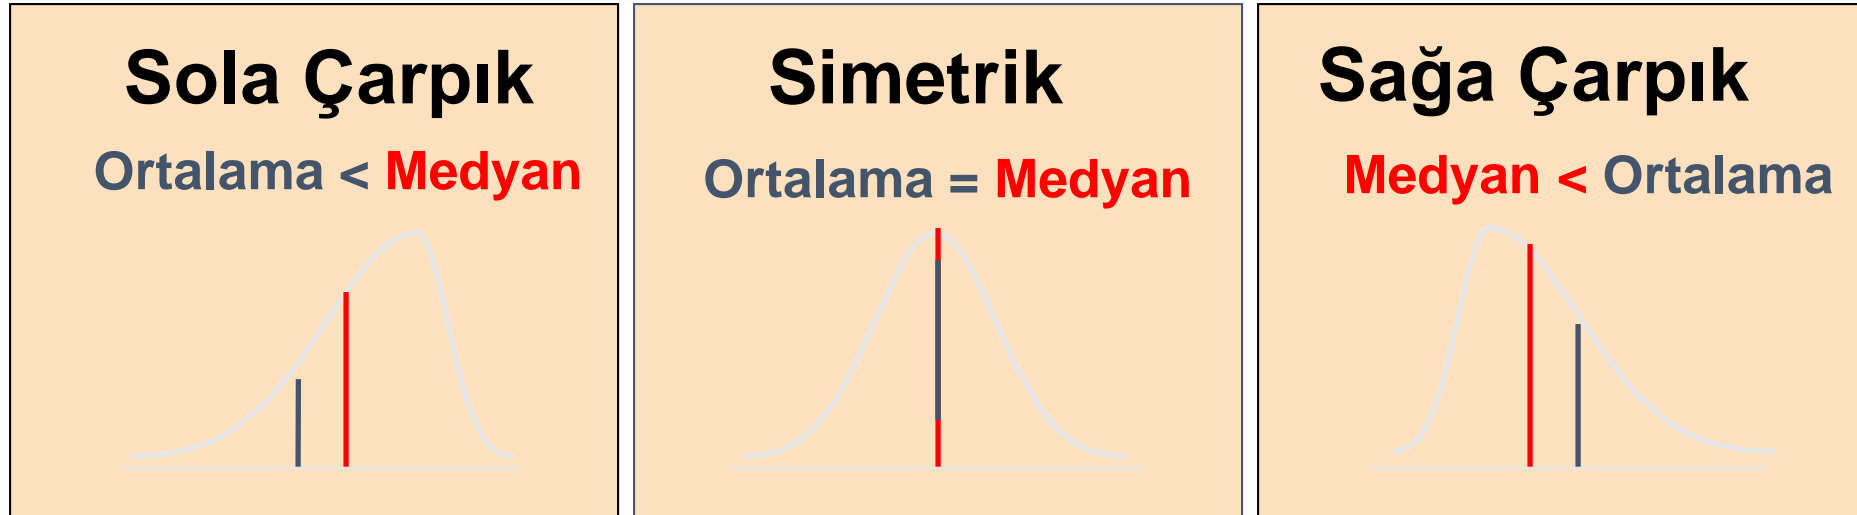 Sola Çarpık
Ortalama < Medyan
Simetrik
Ortalama = Medyan
Sağa Çarpık
Medyan < Ortalama